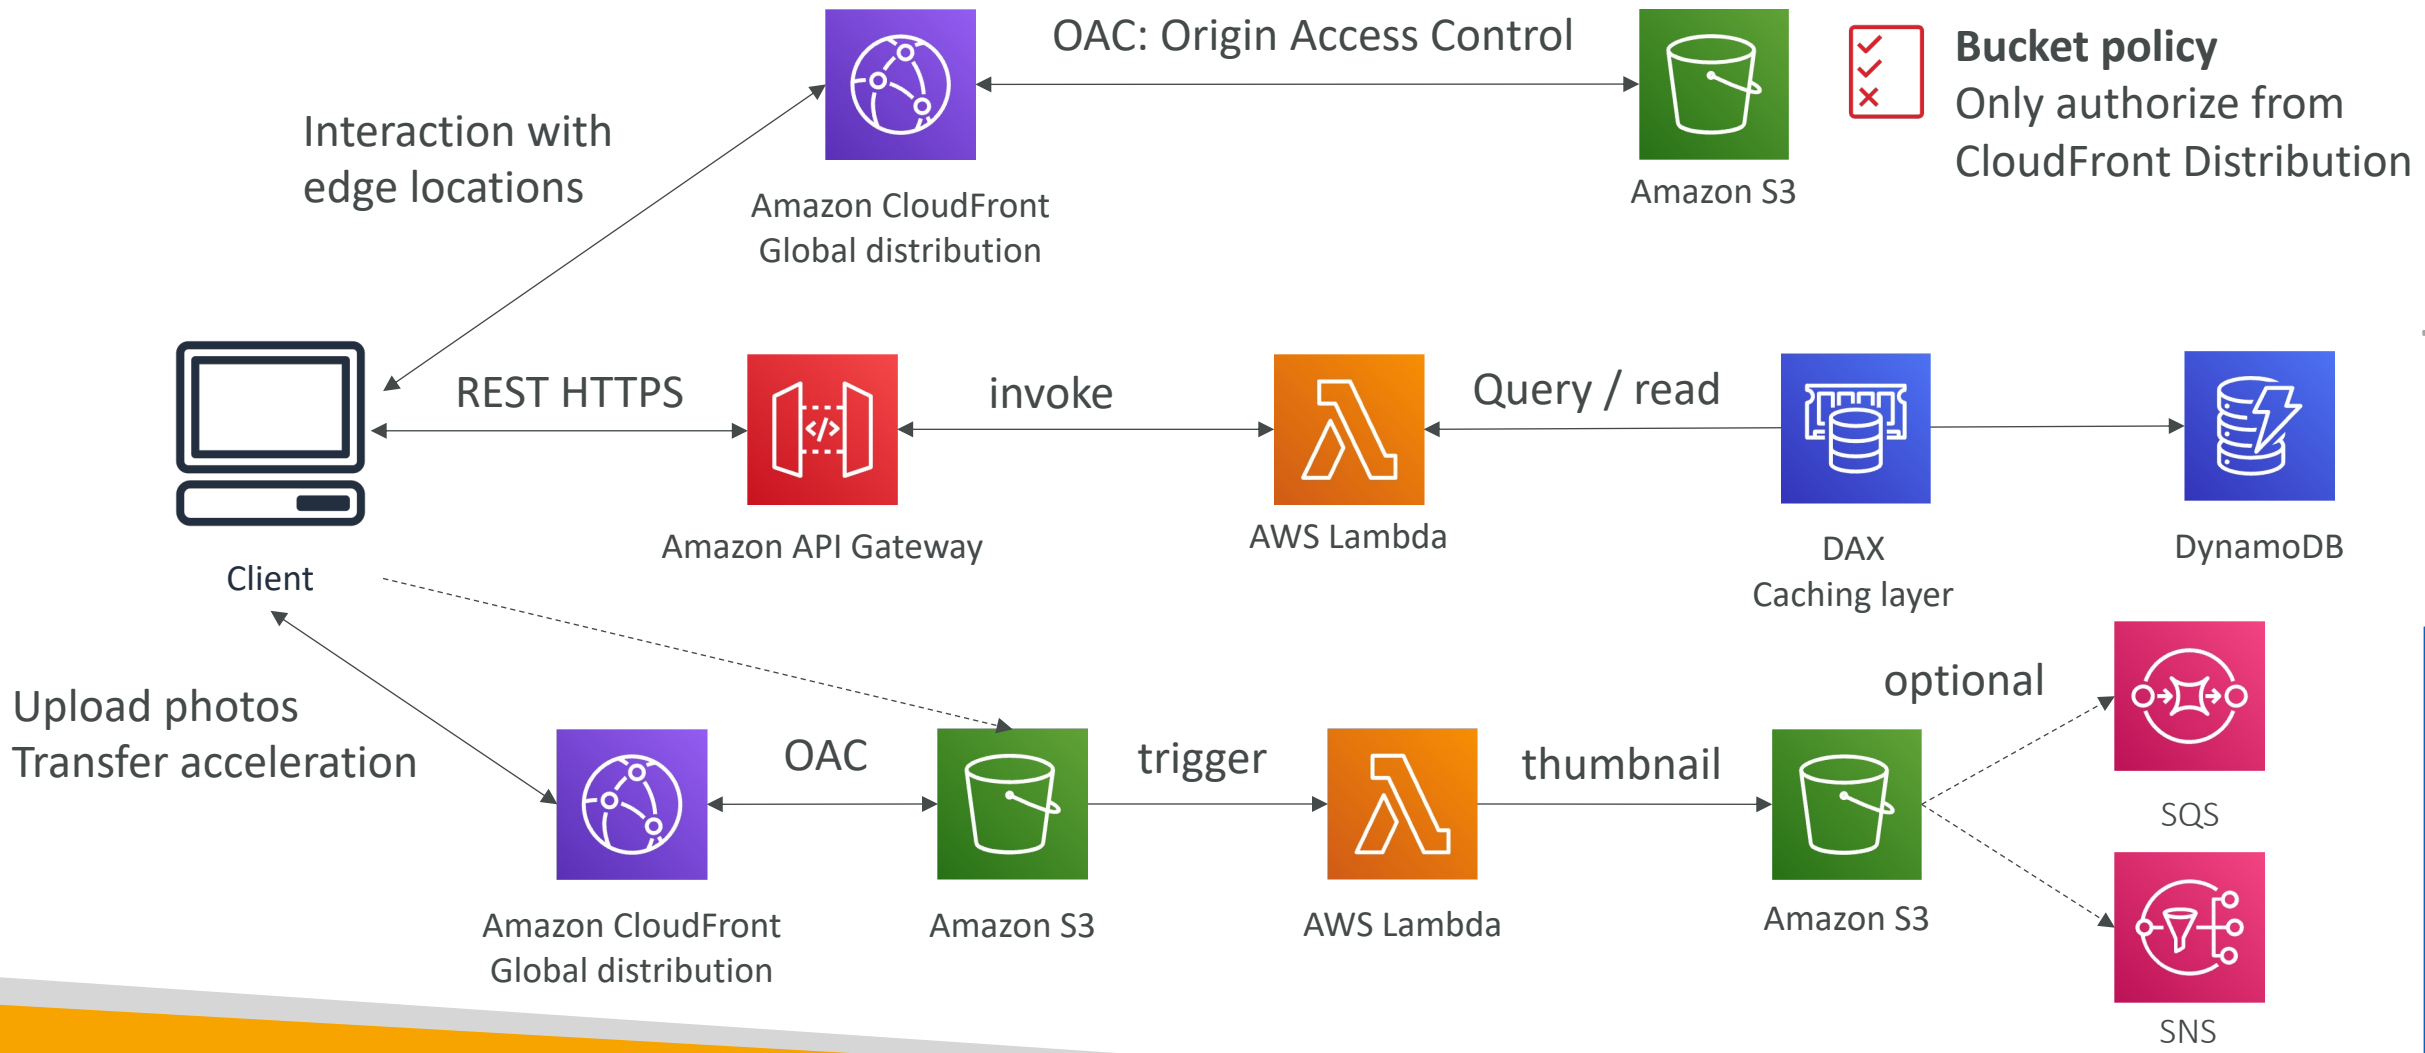 OAC: Origin Access Control
Bucket policy
Only authorize from
CloudFront Distribution
Interaction with
edge locations
Amazon CloudFront
Global distribution
Amazon S3
REST HTTPS
invoke
Query / read
</>
Amazon API Gateway
AWS Lambda
DAX
Caching layer
DynamoDB
Client
Upload photos
Transfer acceleration
OAC
trigger
thumbnail
optional
SQS
Amazon CloudFront
Global distribution
Amazon S3
AWS Lambda
Amazon S3
SNS